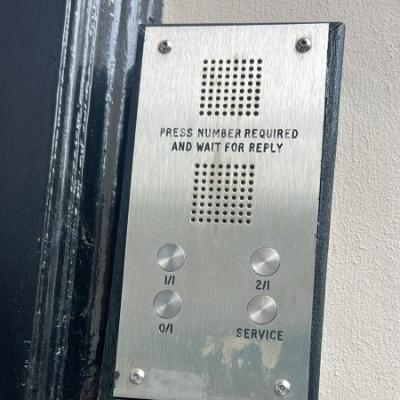 PRESS NUMBER REQUIRED
AND WAIT FOR REPLY
1/1 2/1
0/1 SERVICE